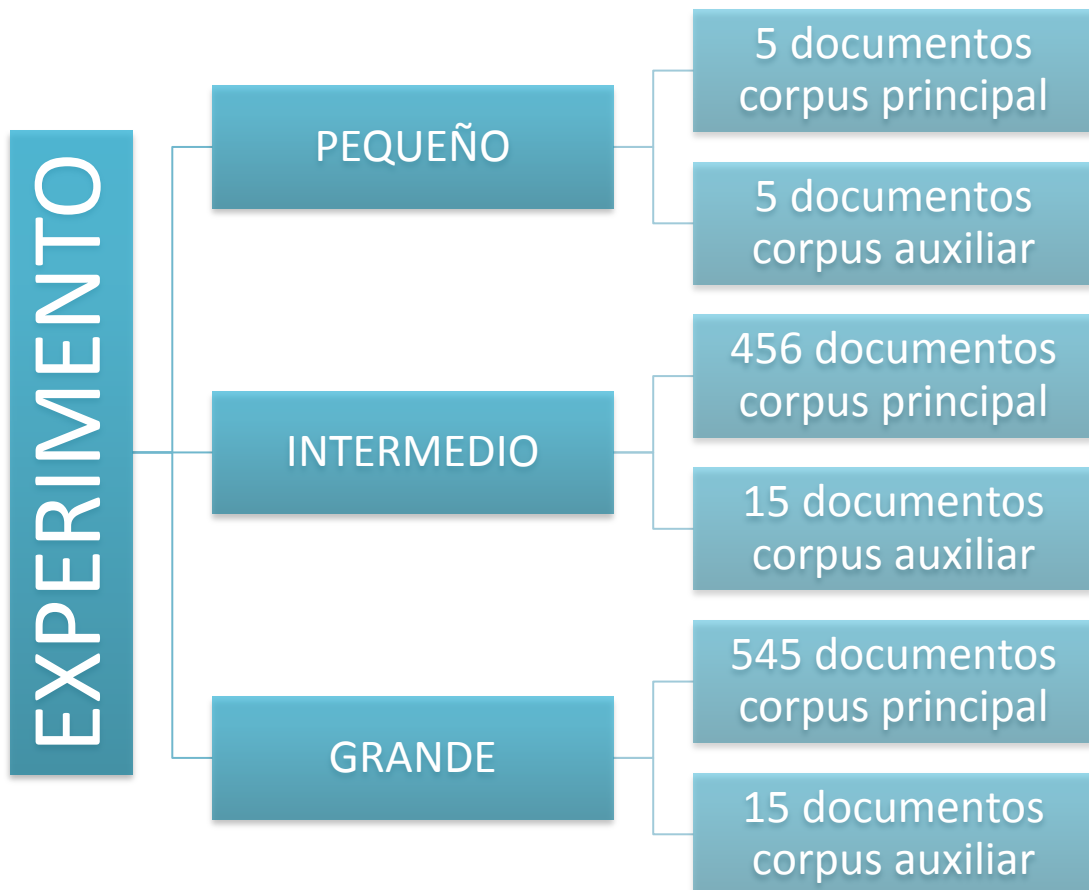 EXPERIMENTO
PEQUEÑO
5 documentos
corpus principal
5 documentos
corpus auxiliar
INTERMEDIO
456 documentos
corpus principal
15 documentos
corpus auxiliar
GRANDE
545 documentos
corpus principal
15 documentos
corpus auxiliar